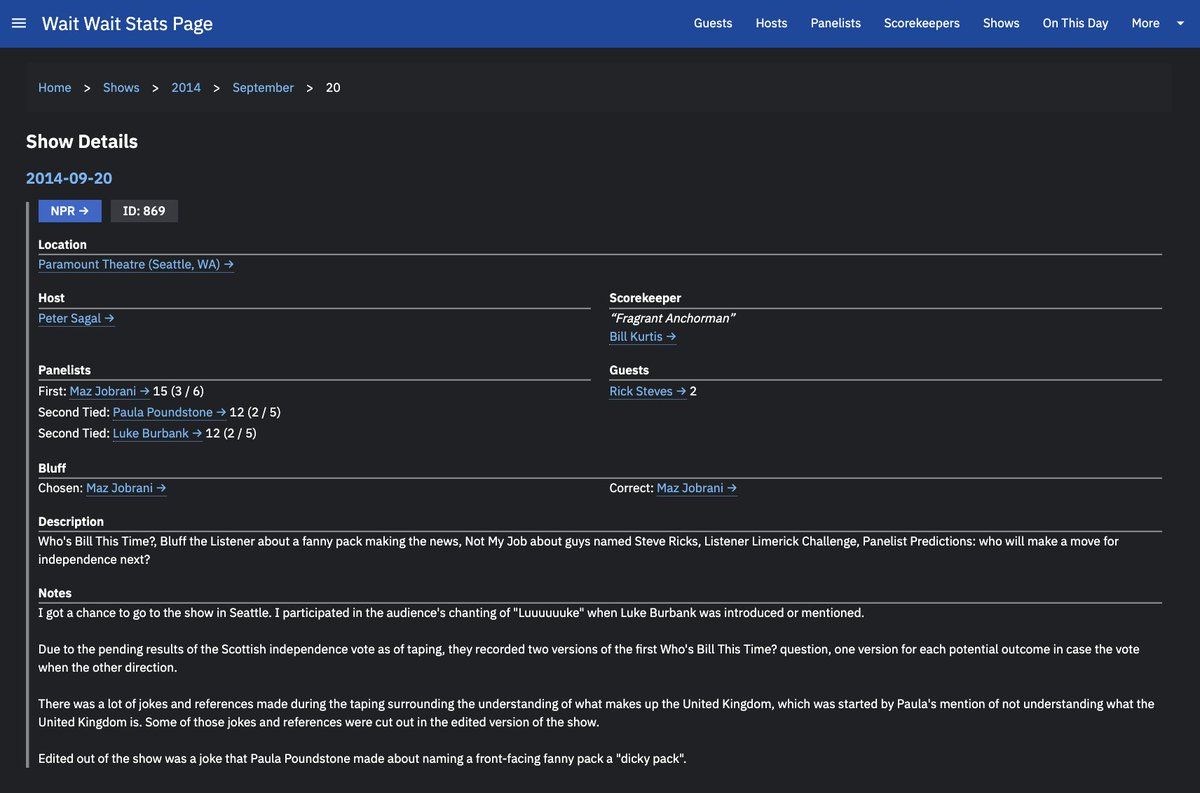 Wait Wait Stats Page
Guests Hosts Panelists Scorekeepers Shows On This Day More
Home > Shows > 2014 > September > 20
Show Details
2014-09-20
NPR → ID: 869
Location
Paramount Theatre (Seattle, WA) →
Host
Peter Sagal →
Scorekeeper
“Fragrant Anchorman”
Bill Kurtis →
Panelists
First: Maz Jobrani → 15 (3 / 6)
Second Tied: Paula Poundstone → 12 (2 / 5)
Second Tied: Luke Burbank → 12 (2 / 5)
Guests
Rick Steves → 2
Bluff
Chosen: Maz Jobrani →
Correct: Maz Jobrani →
Description
Who's Bill This Time?, Bluff the Listener about a fanny pack making the news, Not My Job about guys named Steve Ricks, Listener Limerick Challenge, Panelist Predictions: who will make a move for
independence next?
Notes
I got a chance to go to the show in Seattle. I participated in the audience's chanting of "Luuuuuuke" when Luke Burbank was introduced or mentioned.
Due to the pending results of the Scottish independence vote as of taping, they recorded two versions of the first Who's Bill This Time? question, one version for each potential outcome in case the vote
when the other direction.
There was a lot of jokes and references made during the taping surrounding the understanding of what makes up the United Kingdom, which was started by Paula's mention of not understanding what the
United Kingdom is. Some of those jokes and references were cut out in the edited version of the show.
Edited out of the show was a joke that Paula Poundstone made about naming a front-facing fanny pack a "dicky pack".